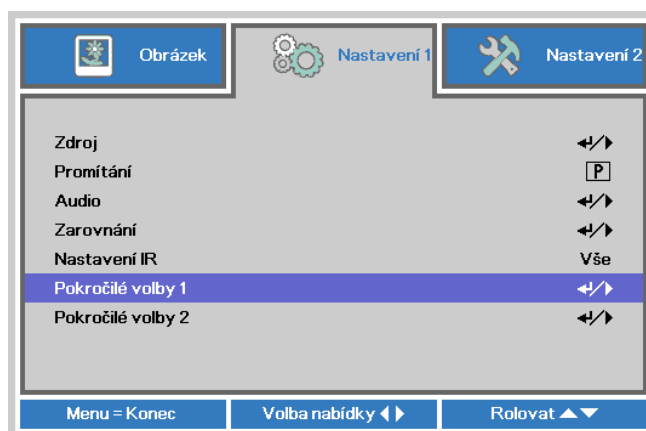 Obrázek Nastavení 1 Nastavení 2
Zdroj
Promítání P
Audio
Zarovnání
Nastavení IR Vše
Pokročilé volby 1
Pokročilé volby 2
Menu = Konec Volba nabídky Rolovat